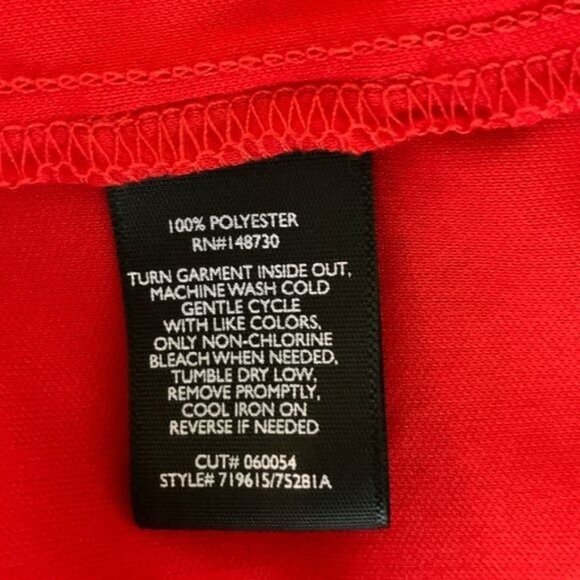 100% POLYESTER
RN#148730
TURN GARMENT INSIDE OUT,
MACHINE WASH COLD
GENTLE CYCLE
WITH LIKE COLORS,
ONLY NON-CHLORINE
BLEACH WHEN NEEDED,
TUMBLE DRY LOW,
REMOVE PROMPTLY,
COOL IRON ON
REVERSE IF NEEDED
CUT# 060054
STYLE# 719615/75281A